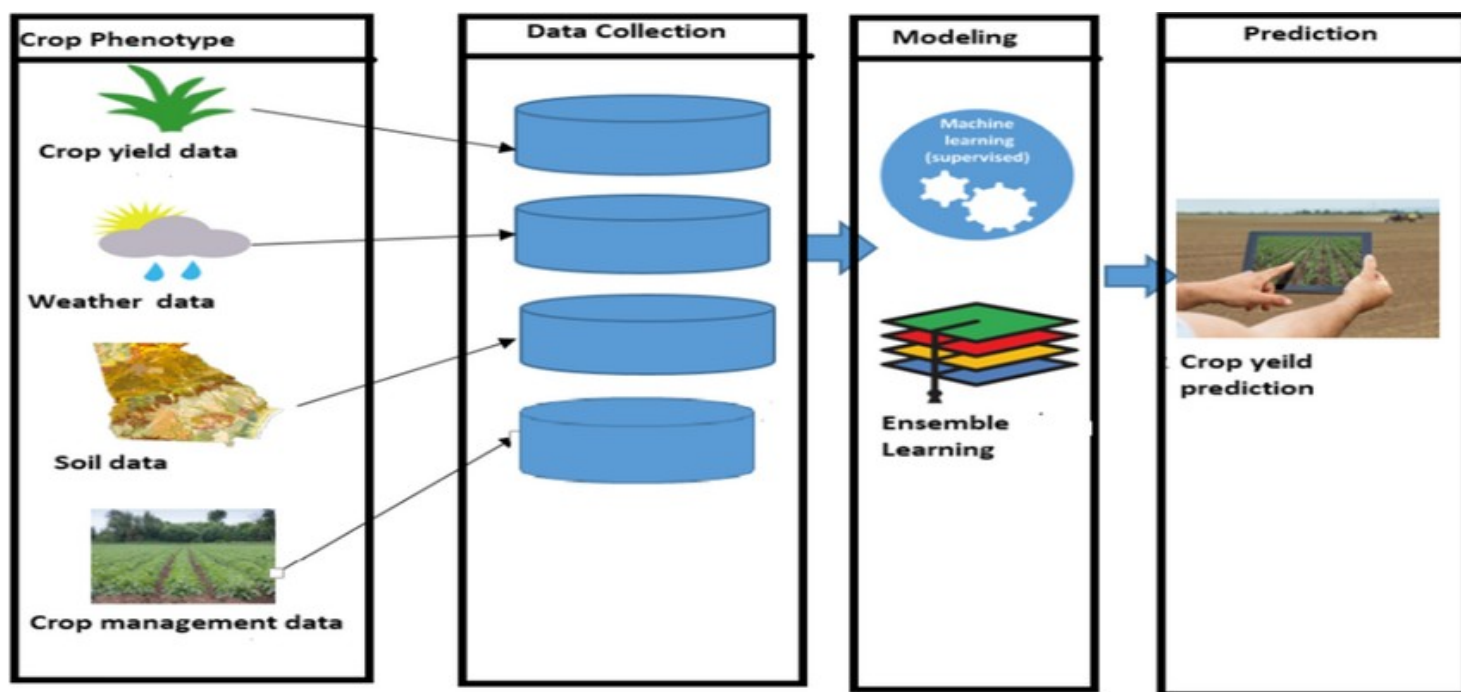 Crop Phenotype
Crop yield data
Weather data
Soil data
Crop management data
Data Collection
Modeling
Machine
learning
(supervised)
Ensemble
Learning
Prediction
Crop yeild
prediction